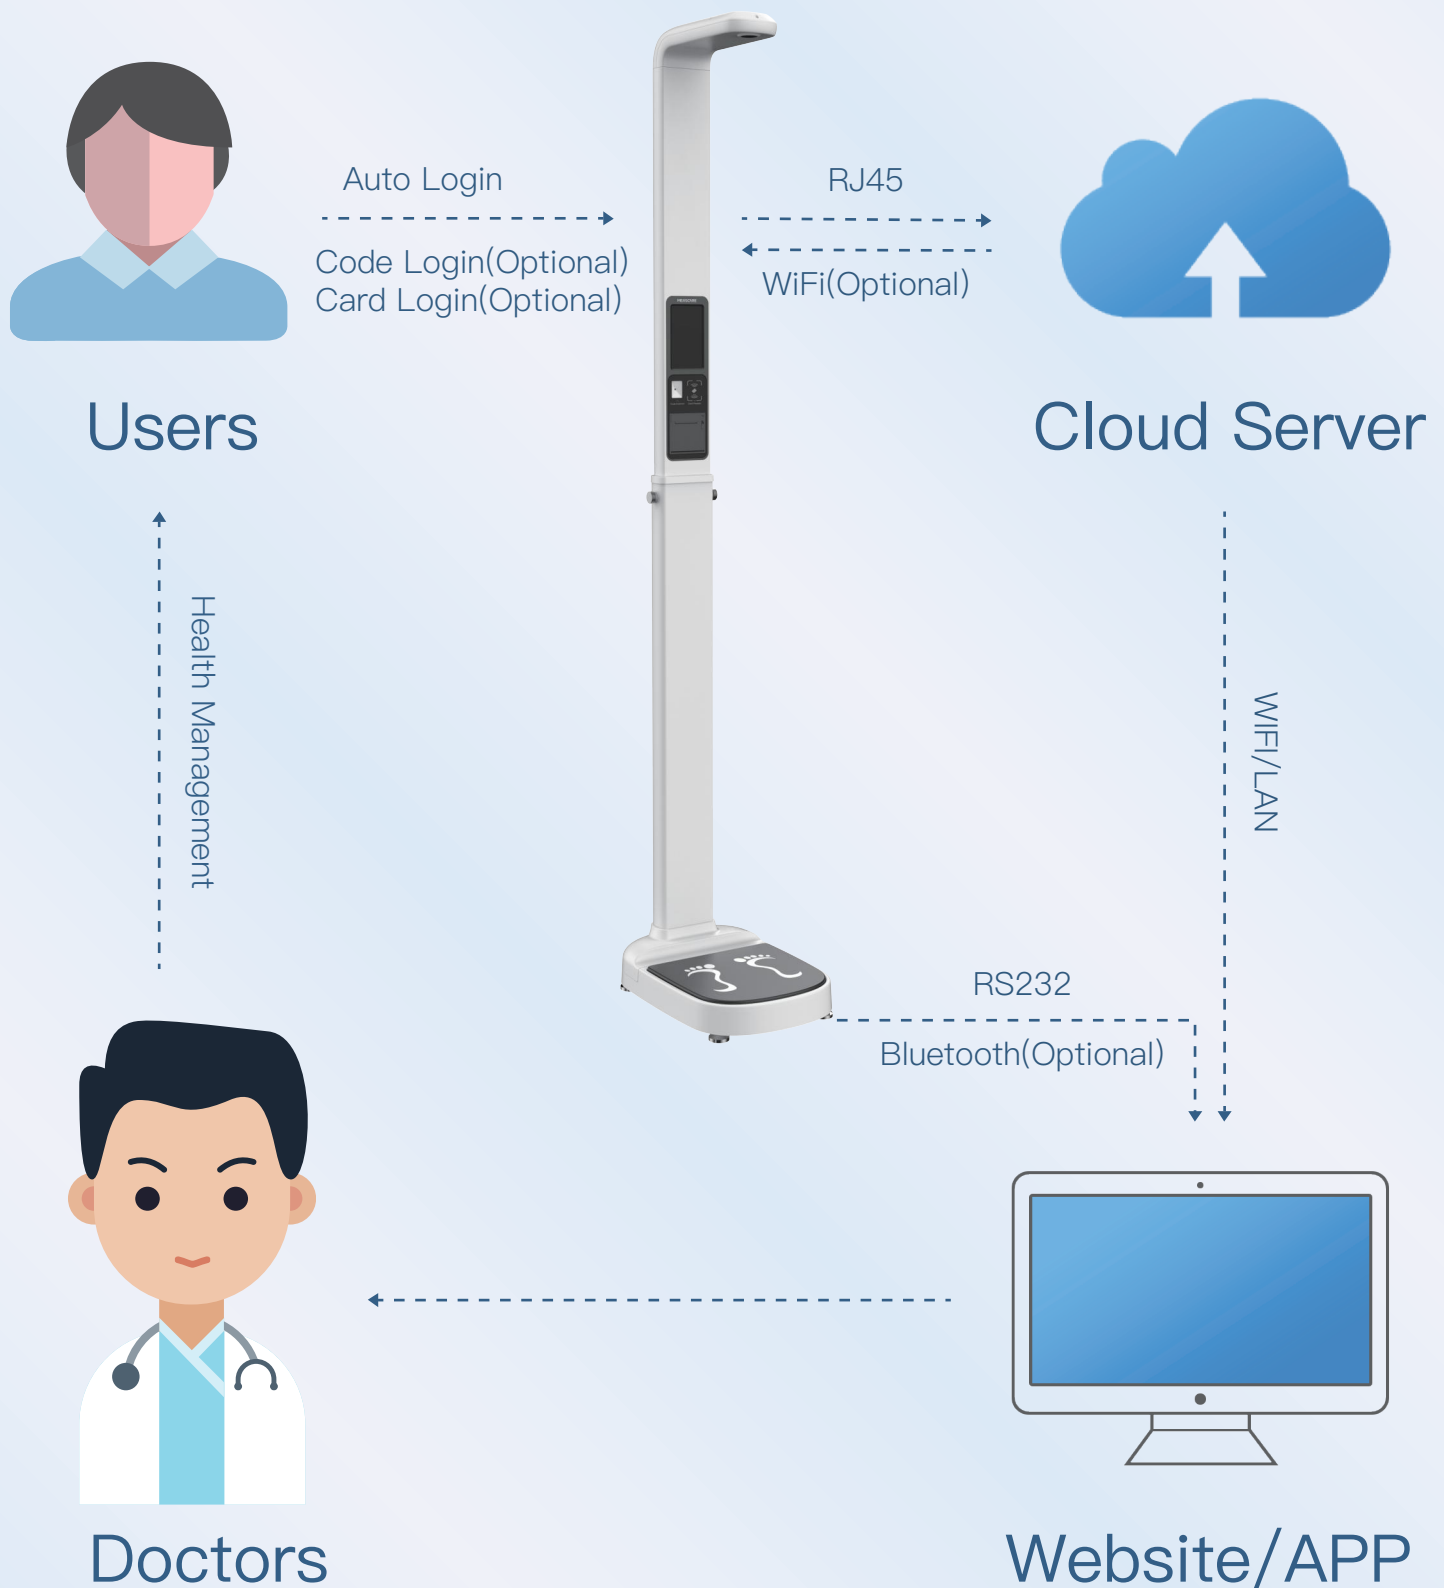 Auto Login
Code Login(Optional)
Card Login(Optional)
RJ45
WiFi(Optional)
Users
Cloud Server
Health Management
WIFI/LAN
RS232
Bluetooth(Optional)
Doctors
Website/APP